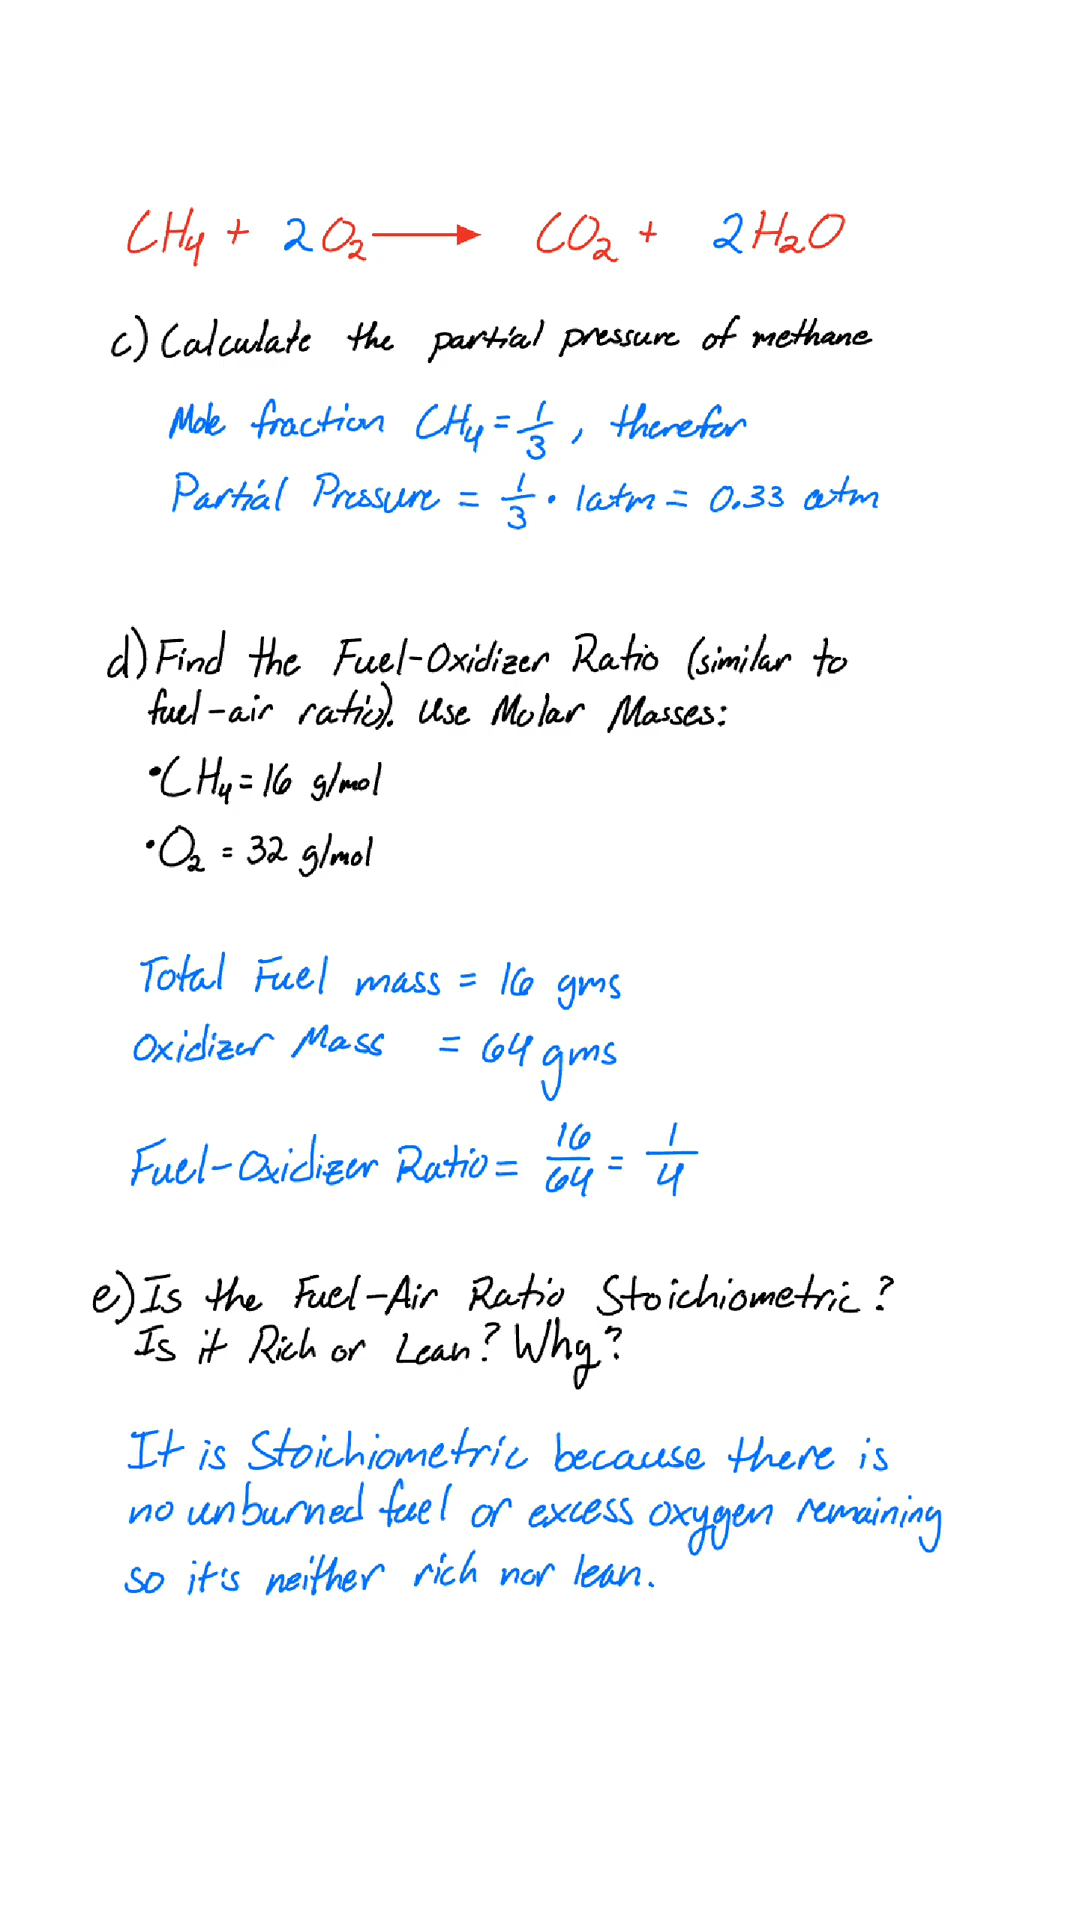 CH₄ + 2O₂ → CO₂ + 2H₂O
c) Calculate the partial pressure of methane
Mole fraction CH₄ = 1/3, therefor
Partial Pressure = 1/3 · 1atm = 0.33 atm
d) Find the Fuel-Oxidizer Ratio (similar to
fuel-air ratio). Use Molar Masses:
•CH₄ = 16 g/mol
•O₂ = 32 g/mol
Total Fuel mass = 16 gms
Oxidizer Mass = 64 gms
Fuel-Oxidizer Ratio = 16/64 = 1/4
e) Is the Fuel-Air Ratio Stoichiometric?
Is it Rich or Lean? Why?
It is Stoichiometric because there is
no unburned fuel or excess oxygen remaining
so it's neither rich nor lean.